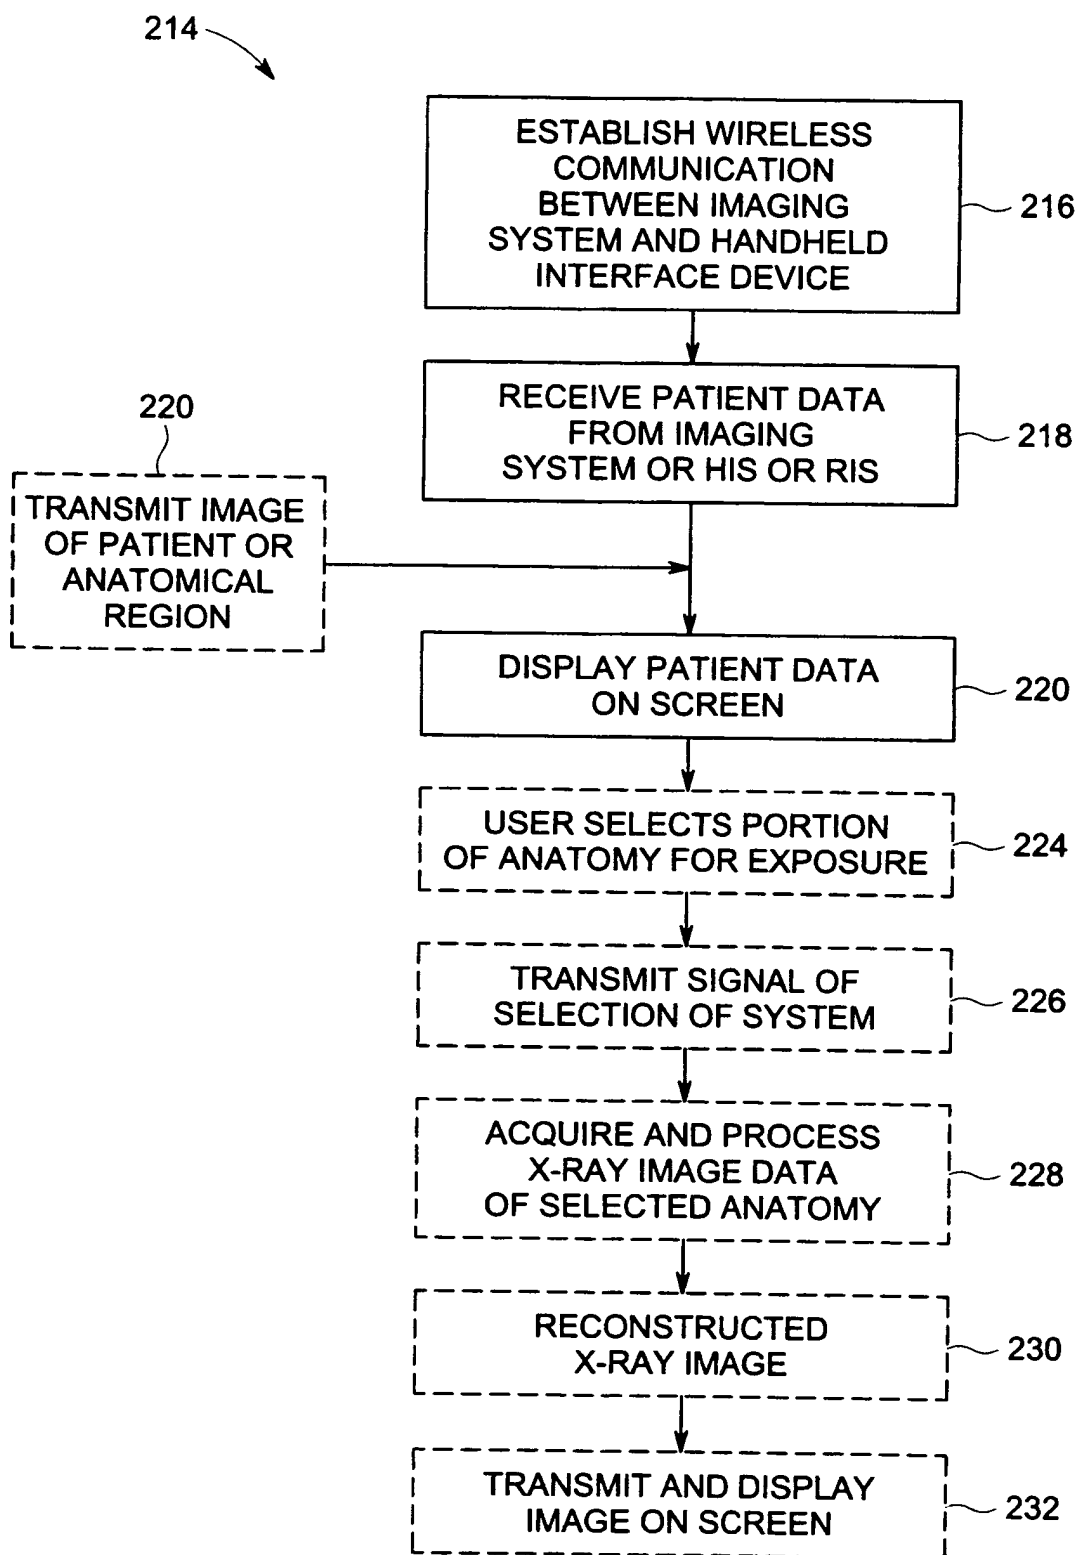 214
ESTABLISH WIRELESS
COMMUNICATION
BETWEEN IMAGING
SYSTEM AND HANDHELD
INTERFACE DEVICE
216
RECEIVE PATIENT DATA
FROM IMAGING
SYSTEM OR HIS OR RIS
218
220
TRANSMIT IMAGE
OF PATIENT OR
ANATOMICAL
REGION
DISPLAY PATIENT DATA
ON SCREEN
220
USER SELECTS PORTION
OF ANATOMY FOR EXPOSURE
224
TRANSMIT SIGNAL OF
SELECTION OF SYSTEM
226
ACQUIRE AND PROCESS
X-RAY IMAGE DATA
OF SELECTED ANATOMY
228
RECONSTRUCTED
X-RAY IMAGE
230
TRANSMIT AND DISPLAY
IMAGE ON SCREEN
232